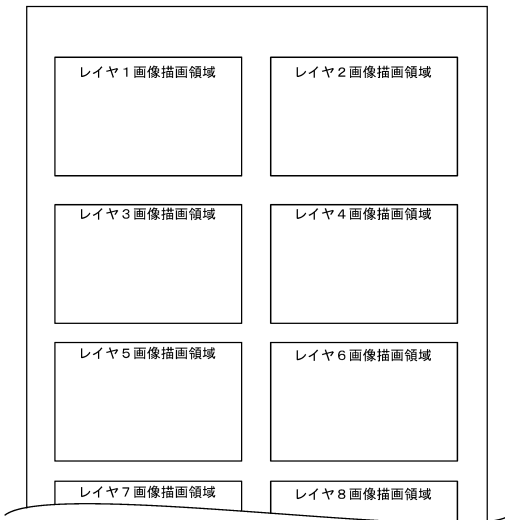 レイヤ１画像描画領域
レイヤ２画像描画領域
レイヤ３画像描画領域
レイヤ４画像描画領域
レイヤ５画像描画領域
レイヤ６画像描画領域
レイヤ７画像描画領域
レイヤ８画像描画領域